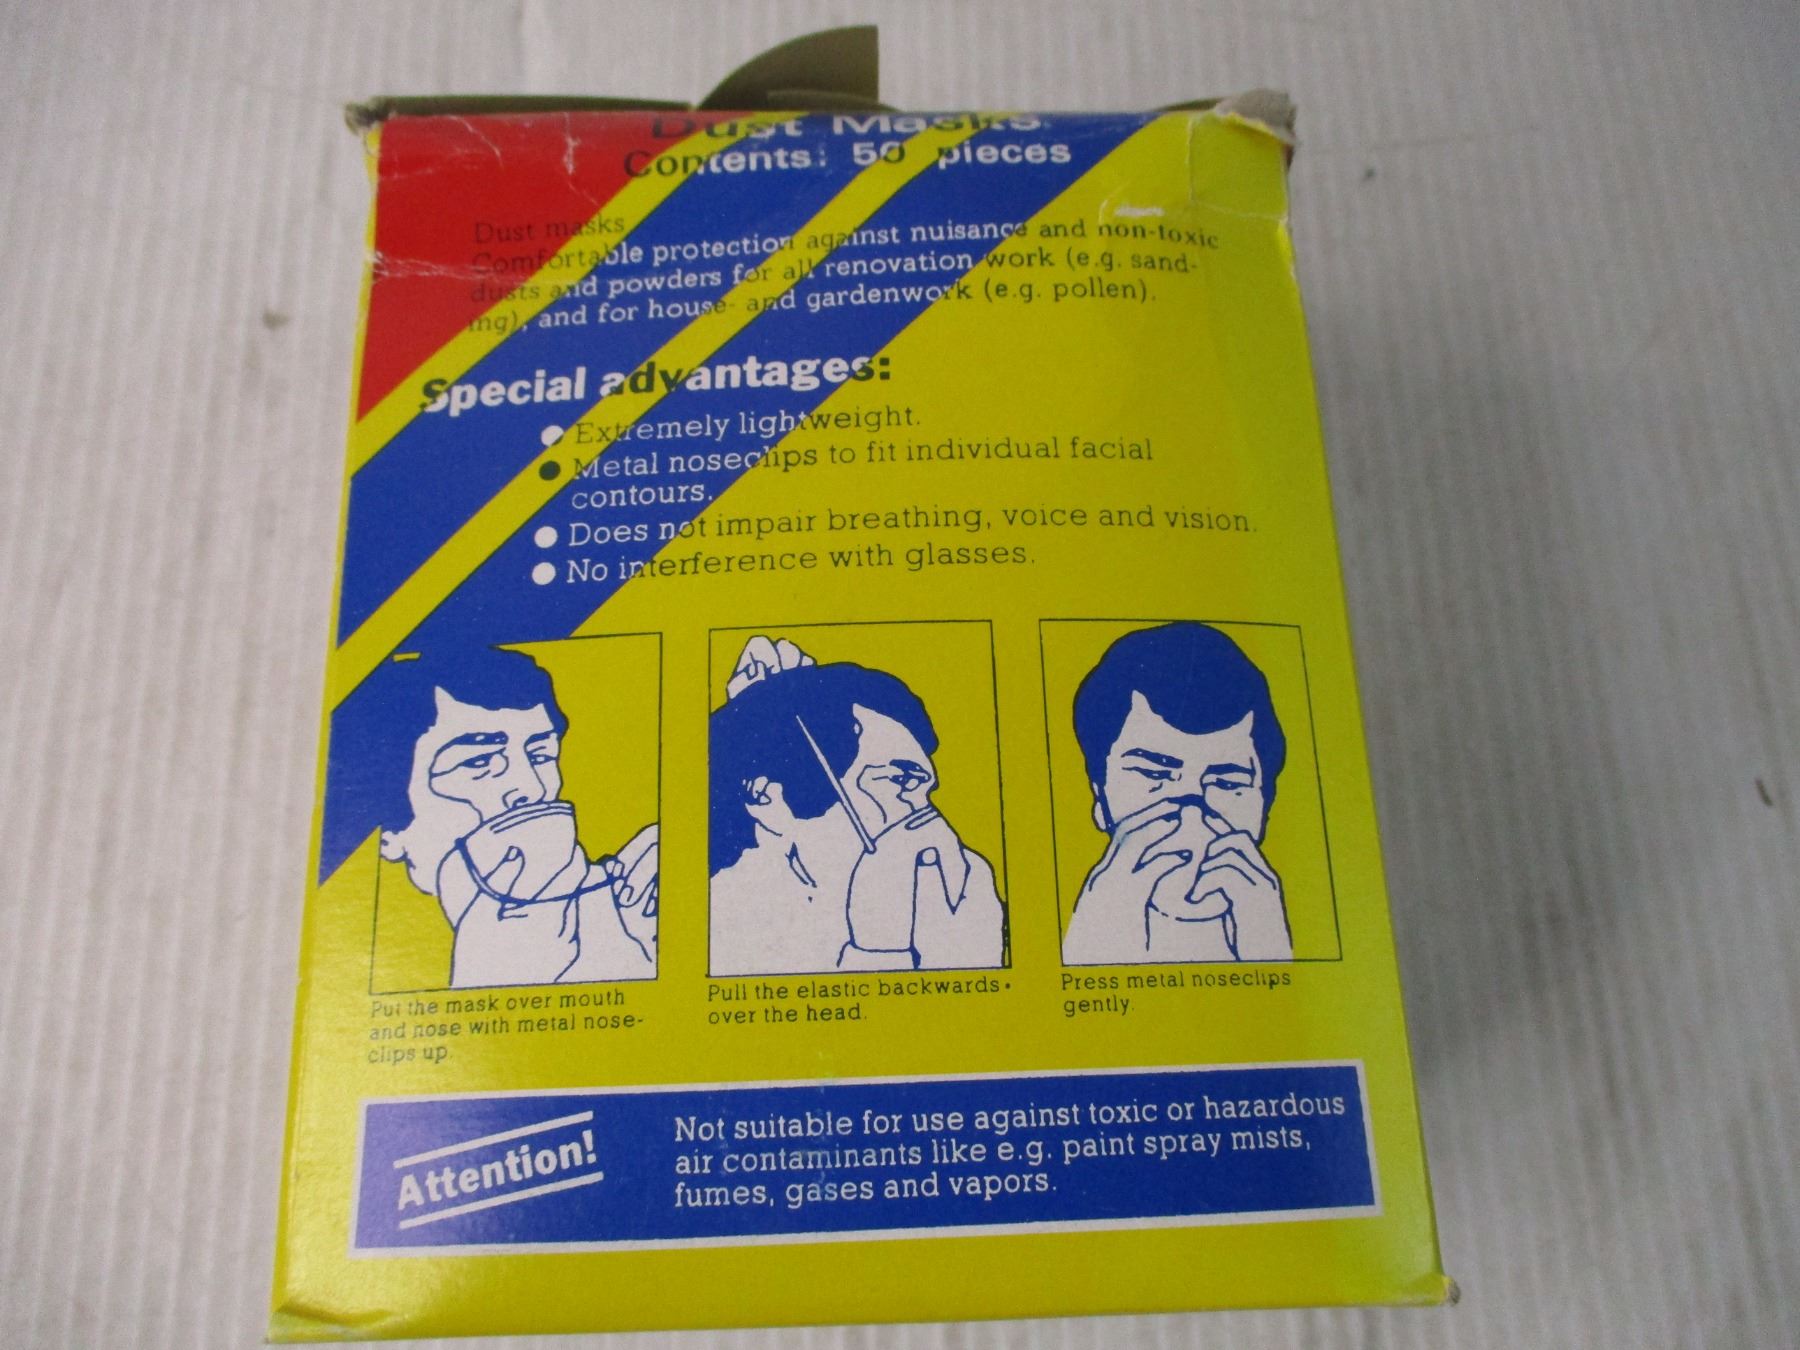 Dust Masks
Contents: 50 pieces
Dust masks
Comfortable protection against nuisance and non-toxic
dusts and powders for all renovation work (e.g. sand-
ing), and for house- and gardenwork (e.g. pollen).
Special advantages:
● Extremely lightweight.
● Metal noseclips to fit individual facial
contours.
● Does not impair breathing, voice and vision.
● No interference with glasses.
Put the mask over mouth
and nose with metal nose-
clips up.
Pull the elastic backwards
over the head.
Press metal noseclips
gently.
Attention!
Not suitable for use against toxic or hazardous
air contaminants like e.g. paint spray mists,
fumes, gases and vapors.